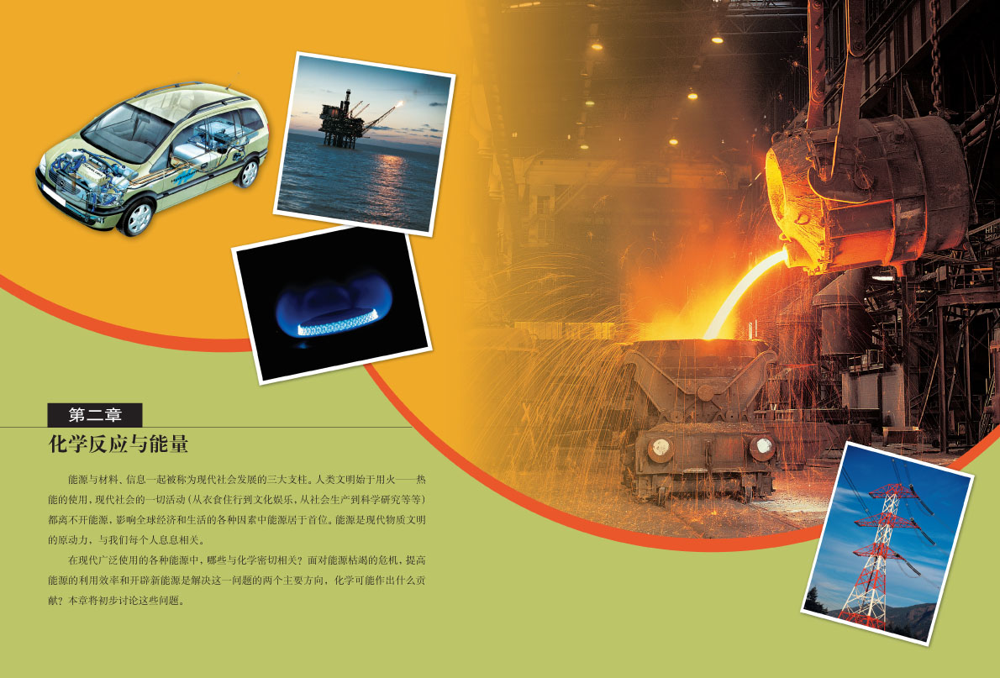 第二章
化学反应与能量
能源与材料、信息一起被称为现代社会发展的三大支柱。人类文明始于用火——热
能的使用，现代社会的一切活动（从衣食住行到文化娱乐，从社会生产到科学研究等等）
都离不开能源，影响全球经济和生活的各种因素中能源居于首位。能源是现代物质文明
的原动力，与我们每个人息息相关。
在现代广泛使用的各种能源中，哪些与化学密切相关？面对能源枯竭的危机，提高
能源的利用效率和开辟新能源是解决这一问题的两个主要方向，化学可能作出什么贡
献？本章将初步讨论这些问题。